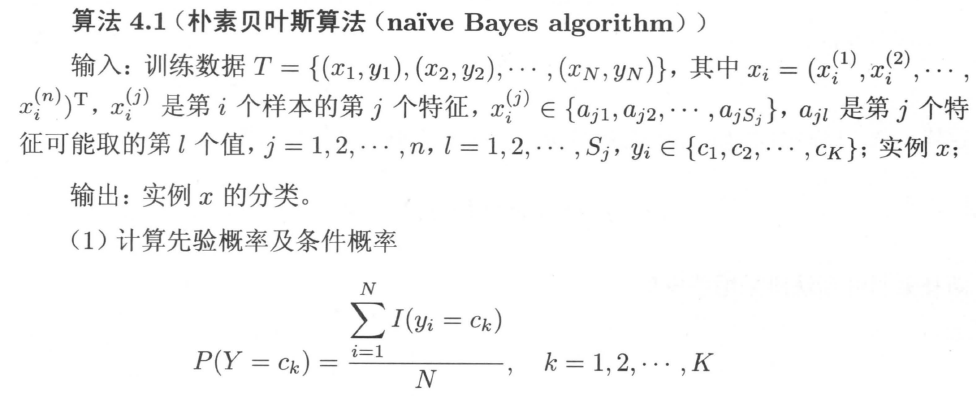 算法 4.1（朴素贝叶斯算法（naïve Bayes algorithm））
输入：训练数据 $T = \{(x_1, y_1), (x_2, y_2), \cdots, (x_N, y_N)\}$，其中 $x_i = (x_i^{(1)}, x_i^{(2)}, \cdots,$
$x_i^{(n)})^{\mathrm{T}}$，$x_i^{(j)}$ 是第 $i$ 个样本的第 $j$ 个特征，$x_i^{(j)} \in \{a_{j1}, a_{j2}, \cdots, a_{jS_j}\}$，$a_{jl}$ 是第 $j$ 个特
征可能取的第 $l$ 个值，$j = 1, 2, \cdots, n$，$l = 1, 2, \cdots, S_j$，$y_i \in \{c_1, c_2, \cdots, c_K\}$；实例 $x$；
输出：实例 $x$ 的分类。
（1）计算先验概率及条件概率
$P(Y = c_k) = \frac{\sum_{i=1}^{N} I(y_i = c_k)}{N}, \quad k = 1, 2, \cdots, K$